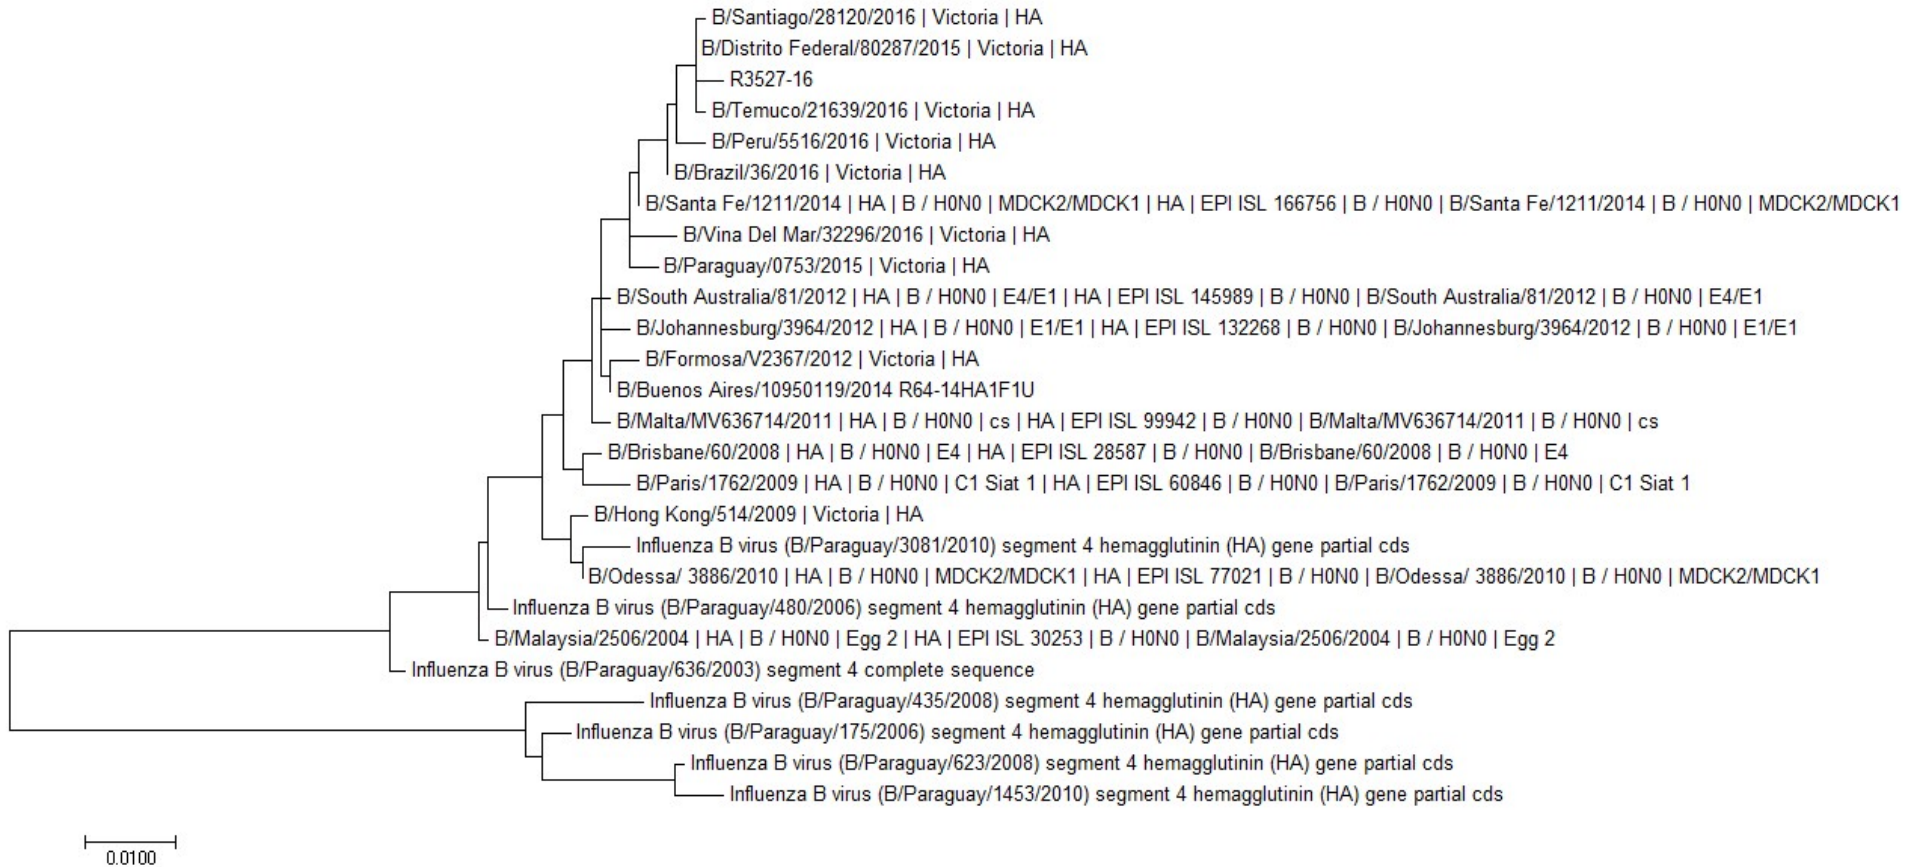 B/Santiago/28120/2016 | Victoria | HA
B/Distrito Federal/80287/2015 | Victoria | HA
R3527-16
B/Temuco/21639/2016 | Victoria | HA
B/Peru/5516/2016 | Victoria | HA
B/Brazil/36/2016 | Victoria | HA
B/Santa Fe/1211/2014 | HA | B / H0N0 | MDCK2/MDCK1 | HA | EPI ISL 166756 | B / H0N0 | B/Santa Fe/1211/2014 | B / H0N0 | MDCK2/MDCK1
B/Vina Del Mar/32296/2016 | Victoria | HA
B/Paraguay/0753/2015 | Victoria | HA
B/South Australia/81/2012 | HA | B / H0N0 | E4/E1 | HA | EPI ISL 145989 | B / H0N0 | B/South Australia/81/2012 | B / H0N0 | E4/E1
B/Johannesburg/3964/2012 | HA | B / H0N0 | E1/E1 | HA | EPI ISL 132268 | B / H0N0 | B/Johannesburg/3964/2012 | B / H0N0 | E1/E1
B/Formosa/V2367/2012 | Victoria | HA
B/Buenos Aires/10950119/2014 R64-14HA1F1U
B/Malta/MV636714/2011 | HA | B / H0N0 | cs | HA | EPI ISL 99942 | B / H0N0 | B/Malta/MV636714/2011 | B / H0N0 | cs
B/Brisbane/60/2008 | HA | B / H0N0 | E4 | HA | EPI ISL 28587 | B / H0N0 | B/Brisbane/60/2008 | B / H0N0 | E4
B/Paris/1762/2009 | HA | B / H0N0 | C1 Siat 1 | HA | EPI ISL 60846 | B / H0N0 | B/Paris/1762/2009 | B / H0N0 | C1 Siat 1
B/Hong Kong/514/2009 | Victoria | HA
Influenza B virus (B/Paraguay/3081/2010) segment 4 hemagglutinin (HA) gene partial cds
B/Odessa/ 3886/2010 | HA | B / H0N0 | MDCK2/MDCK1 | HA | EPI ISL 77021 | B / H0N0 | B/Odessa/ 3886/2010 | B / H0N0 | MDCK2/MDCK1
Influenza B virus (B/Paraguay/480/2006) segment 4 hemagglutinin (HA) gene partial cds
B/Malaysia/2506/2004 | HA | B / H0N0 | Egg 2 | HA | EPI ISL 30253 | B / H0N0 | B/Malaysia/2506/2004 | B / H0N0 | Egg 2
Influenza B virus (B/Paraguay/636/2003) segment 4 complete sequence
Influenza B virus (B/Paraguay/435/2008) segment 4 hemagglutinin (HA) gene partial cds
Influenza B virus (B/Paraguay/175/2006) segment 4 hemagglutinin (HA) gene partial cds
Influenza B virus (B/Paraguay/623/2008) segment 4 hemagglutinin (HA) gene partial cds
Influenza B virus (B/Paraguay/1453/2010) segment 4 hemagglutinin (HA) gene partial cds
0.0100